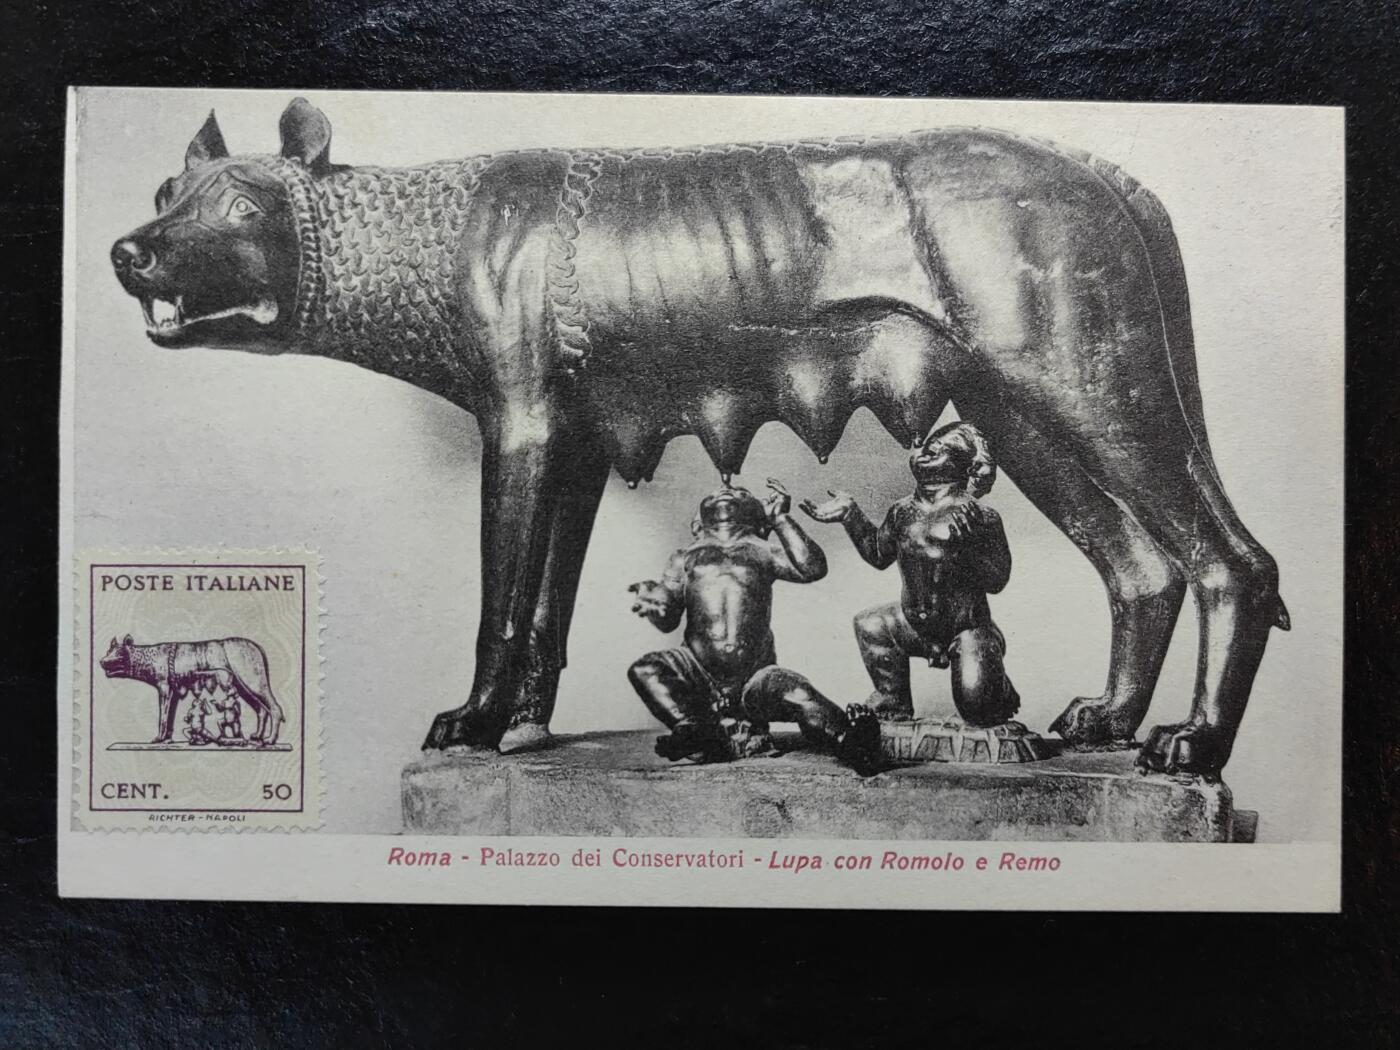 POSTE ITALIANE
CENT. 50
RICHTER-NAPOLI
Roma - Palazzo dei Conservatori - Lupa con Romolo e Remo